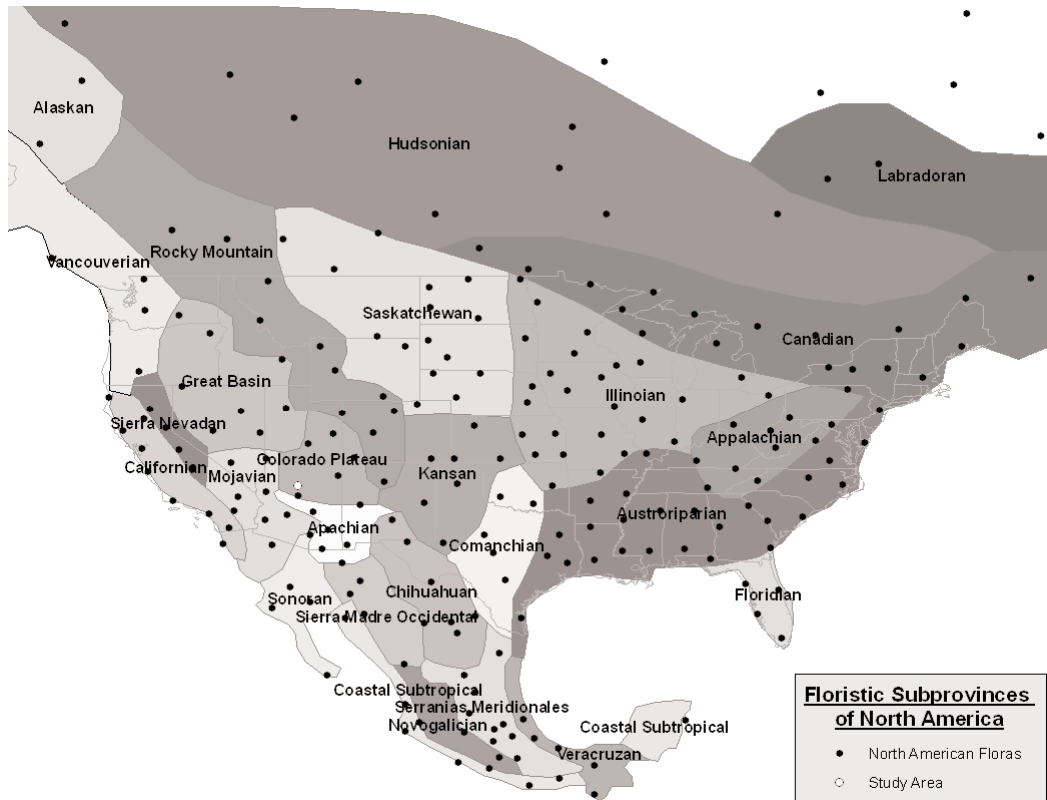 Alaskan
Hudsonian
Labradoran
Vancouverian
Rocky Mountain
Saskatchewan
Canadian
Great Basin
Illinoian
Sierra Nevadan
Appalachian
Californian
Colorado Plateau
Mojavian
Kansan
Austroriparian
Apachian
Comanchian
Chihuahuan
Floridian
Sonoran
Sierra Madre Occidental
Coastal Subtropical
Serranias Meridionales
Novogalician
Coastal Subtropical
Veracruzan
Floristic Subprovinces
of North America
North American Floras
Study Area